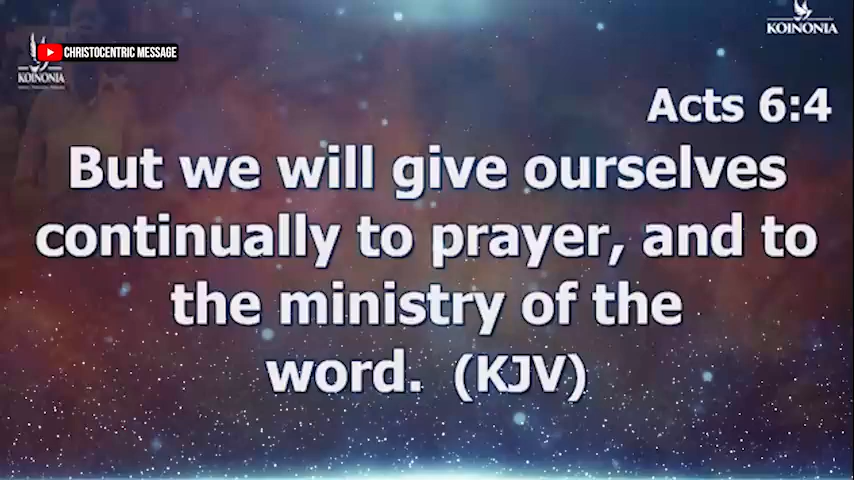 CHRISTOCENTRIC MESSAGE
KOINONIA
KOINONIA
Acts 6:4
But we will give ourselves
continually to prayer, and to
the ministry of the
word. (KJV)